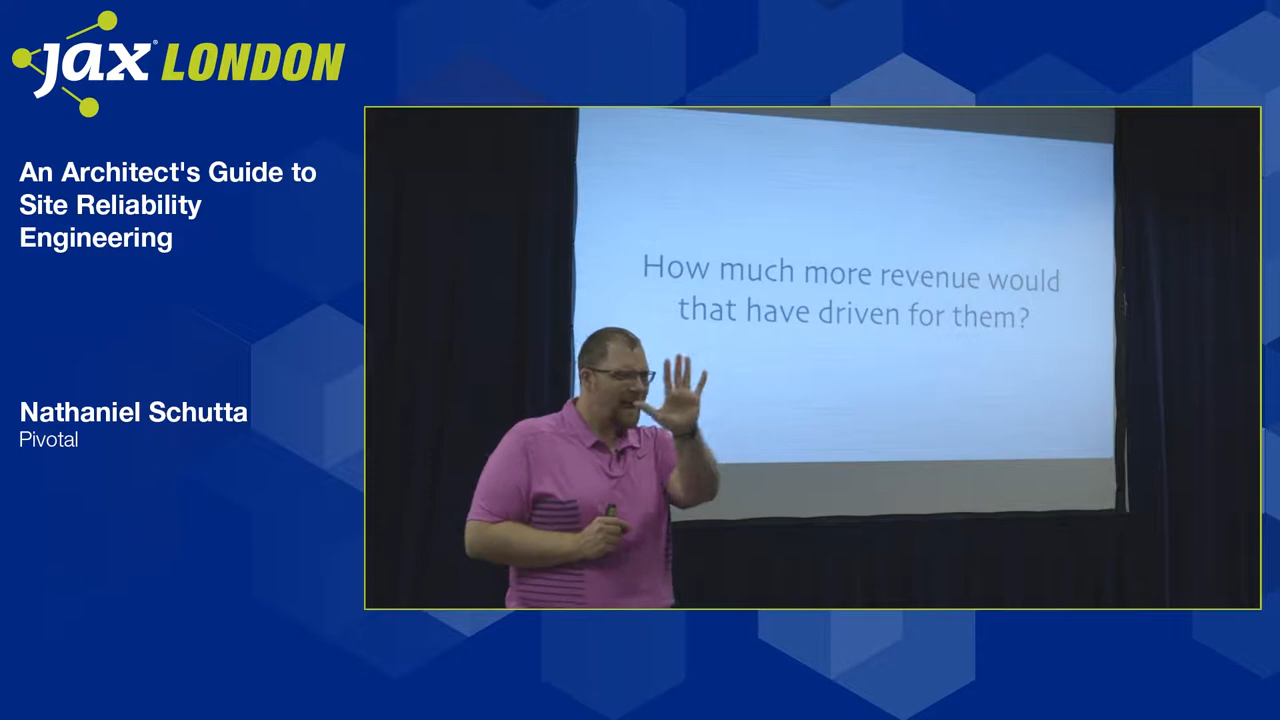 jax LONDON
An Architect's Guide to
Site Reliability
Engineering
Nathaniel Schutta
Pivotal
How much more revenue would
that have driven for them?